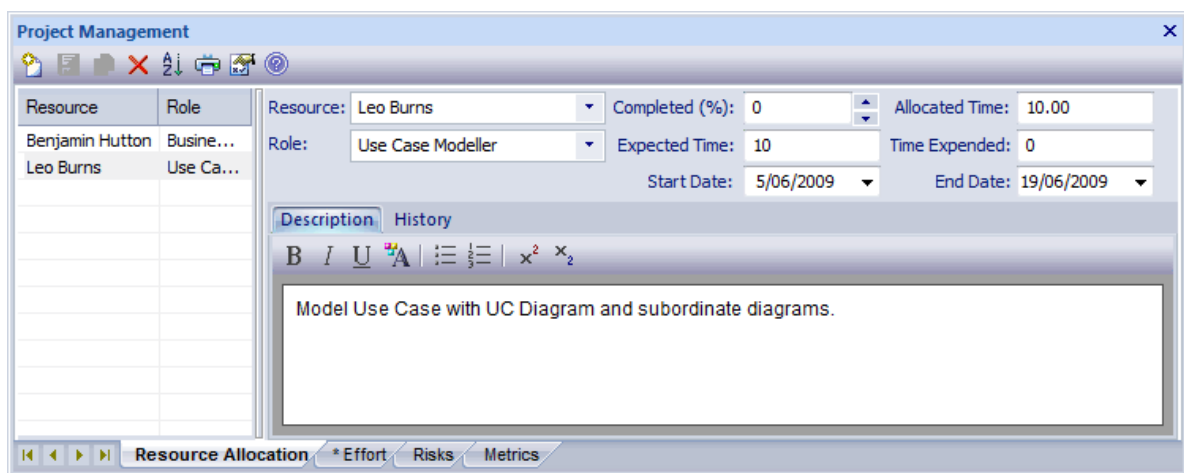 Project Management
Resource Role
Benjamin Hutton Busine...
Leo Burns Use Ca...
Resource: Leo Burns Completed (%): 0 Allocated Time: 10.00
Role: Use Case Modeller Expected Time: 10 Time Expended: 0
Start Date: 5/06/2009 End Date: 19/06/2009
Description History
B I U A x² x₂
Model Use Case with UC Diagram and subordinate diagrams.
Resource Allocation * Effort Risks Metrics